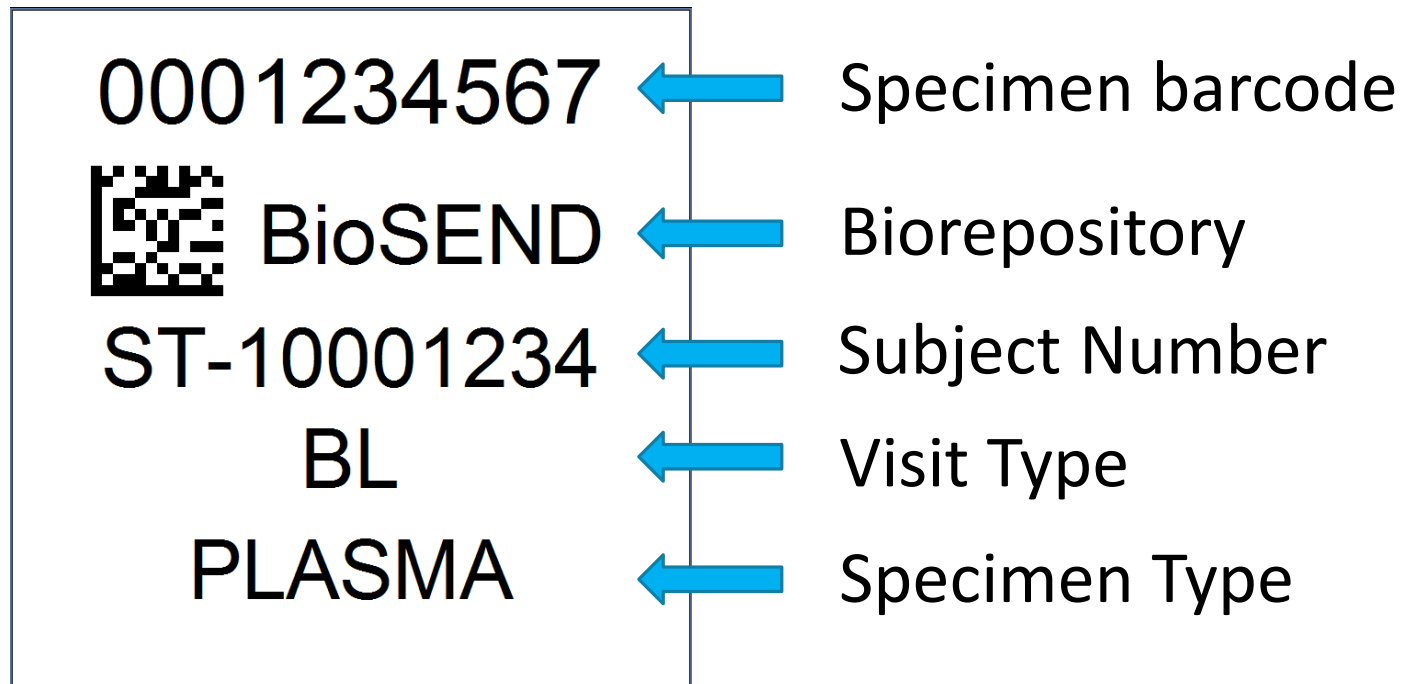 0001234567 Specimen barcode
BioSEND Biorepository
ST-10001234 Subject Number
BL Visit Type
PLASMA Specimen Type